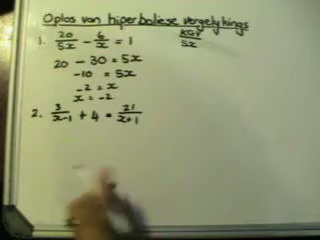 Oplos van hiperboliese vergelykings
1. 20/5x - 6/x = 1
KGV
5x
20 - 30 = 5x
-10 = 5x
-2 = x
x = -2
2. 3/x-1 + 4 = 21/x+1